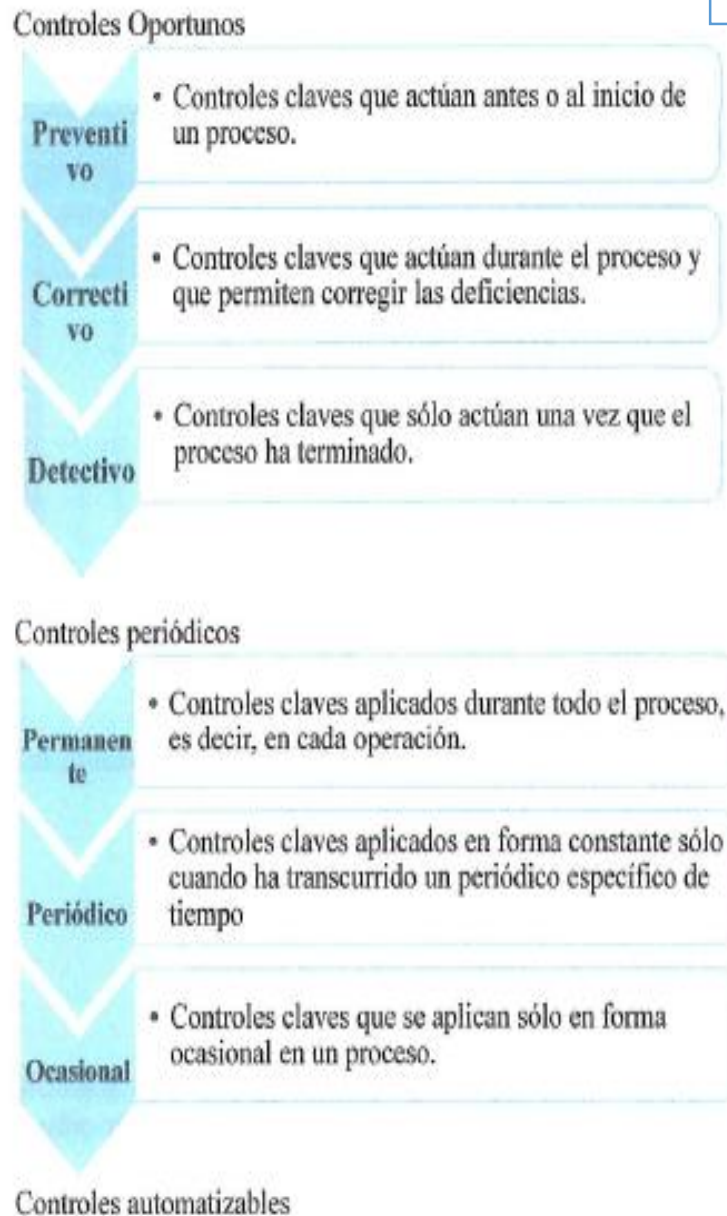 Controles Oportunos
Preventi
vo
• Controles claves que actúan antes o al inicio de
un proceso.
Correcti
vo
• Controles claves que actúan durante el proceso y
que permiten corregir las deficiencias.
Detectivo
• Controles claves que sólo actúan una vez que el
proceso ha terminado.
Controles periódicos
Permanen
te
• Controles claves aplicados durante todo el proceso,
es decir, en cada operación.
Periódico
• Controles claves aplicados en forma constante sólo
cuando ha transcurrido un periódico específico de
tiempo
Ocasional
• Controles claves que se aplican sólo en forma
ocasional en un proceso.
Controles automatizables